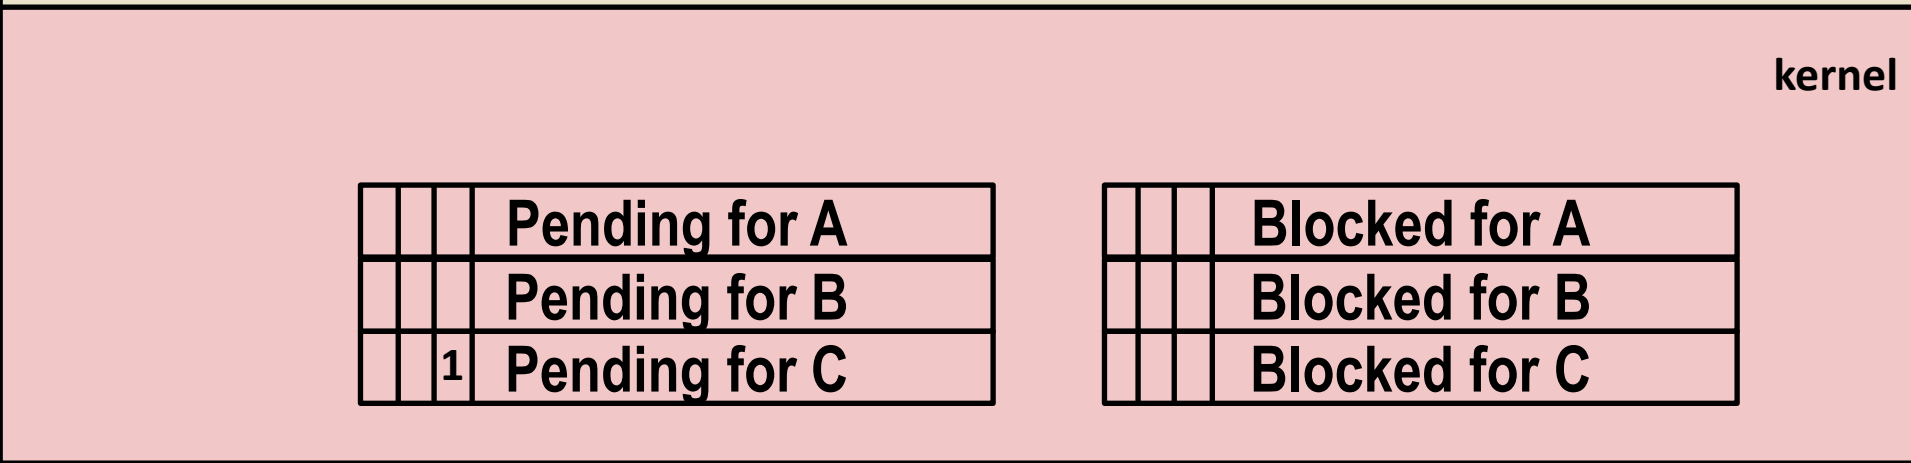 kernel
Pending for A
Blocked for A
Pending for B
Blocked for B
1 Pending for C
Blocked for C